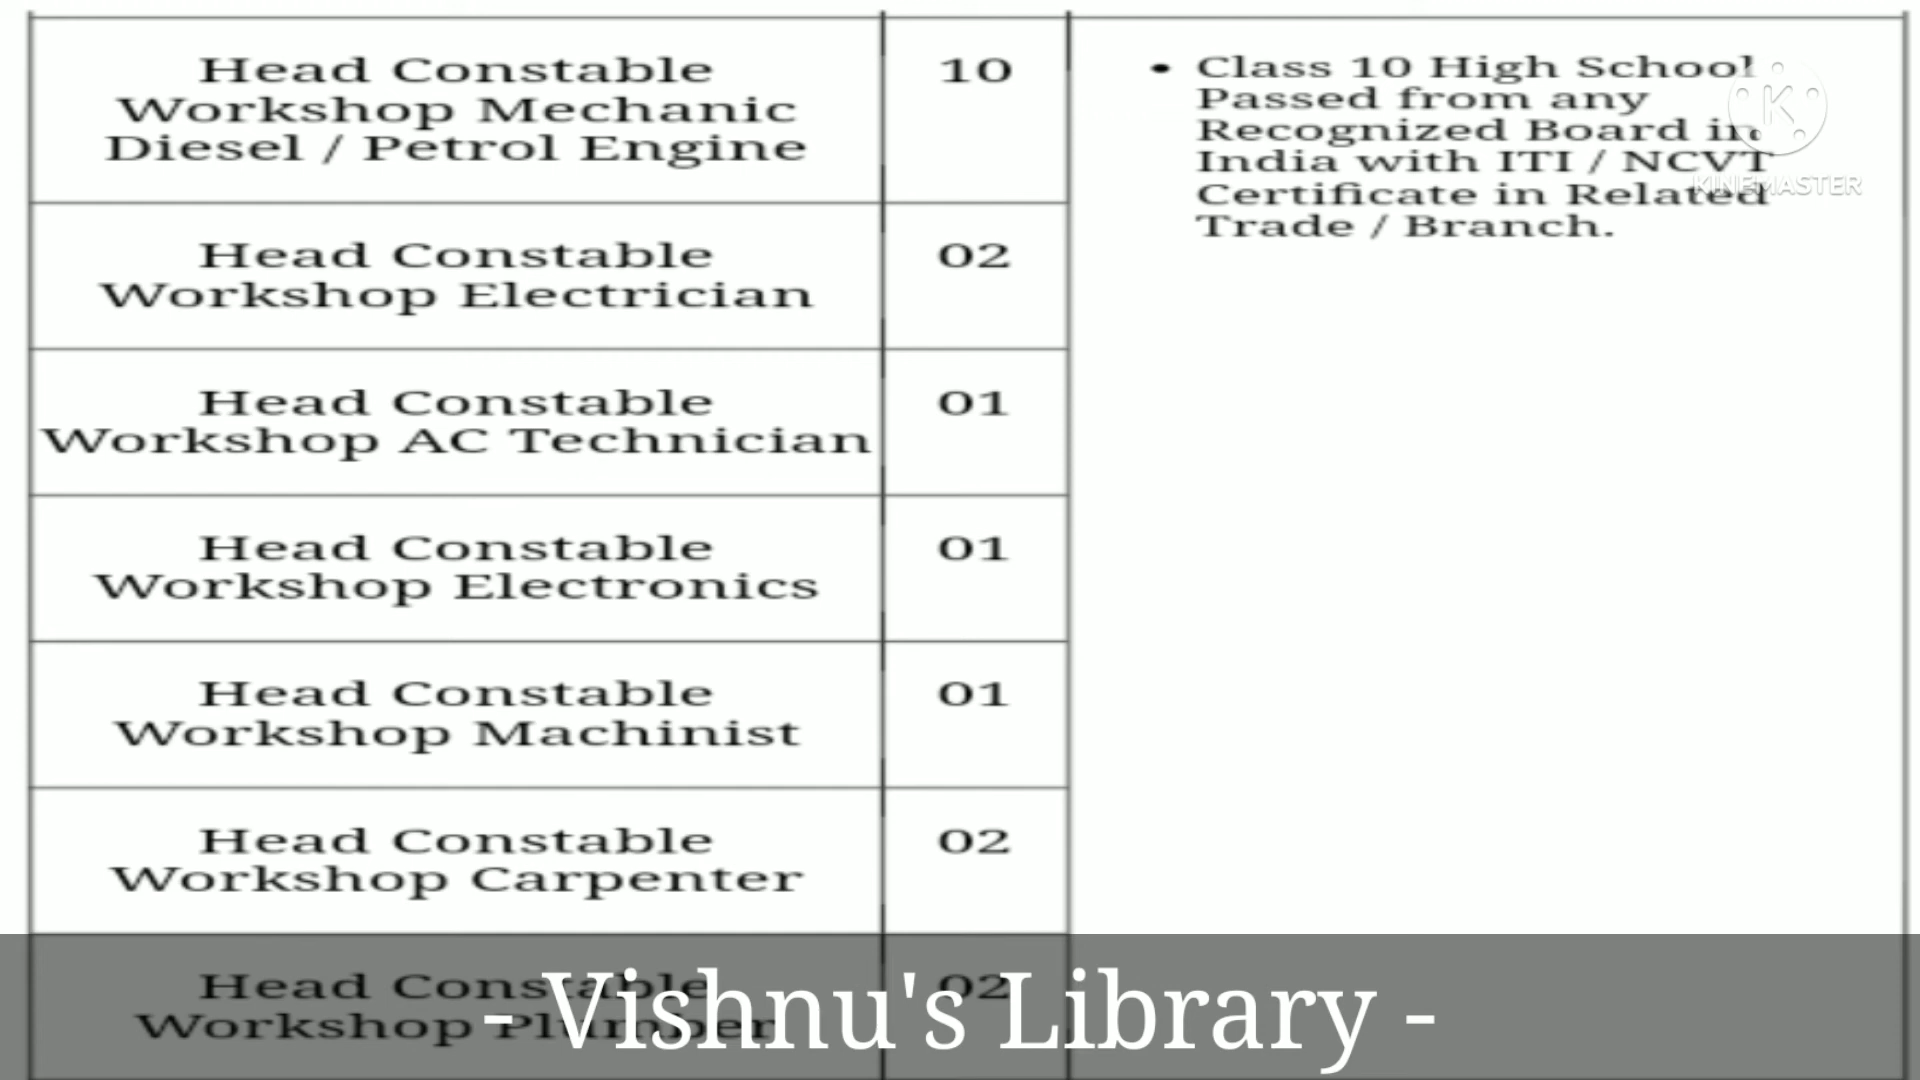 Head Constable
Workshop Mechanic
Diesel / Petrol Engine
10
• Class 10 High School
Passed from any
Recognized Board in
India with ITI / NCVT
Certificate in Related
Trade / Branch.
K
KINEMASTER
Head Constable
Workshop Electrician
02
Head Constable
Workshop AC Technician
01
Head Constable
Workshop Electronics
01
Head Constable
Workshop Machinist
01
Head Constable
Workshop Carpenter
02
Head Constable
Workshop Plumber
02
- Vishnu's Library -